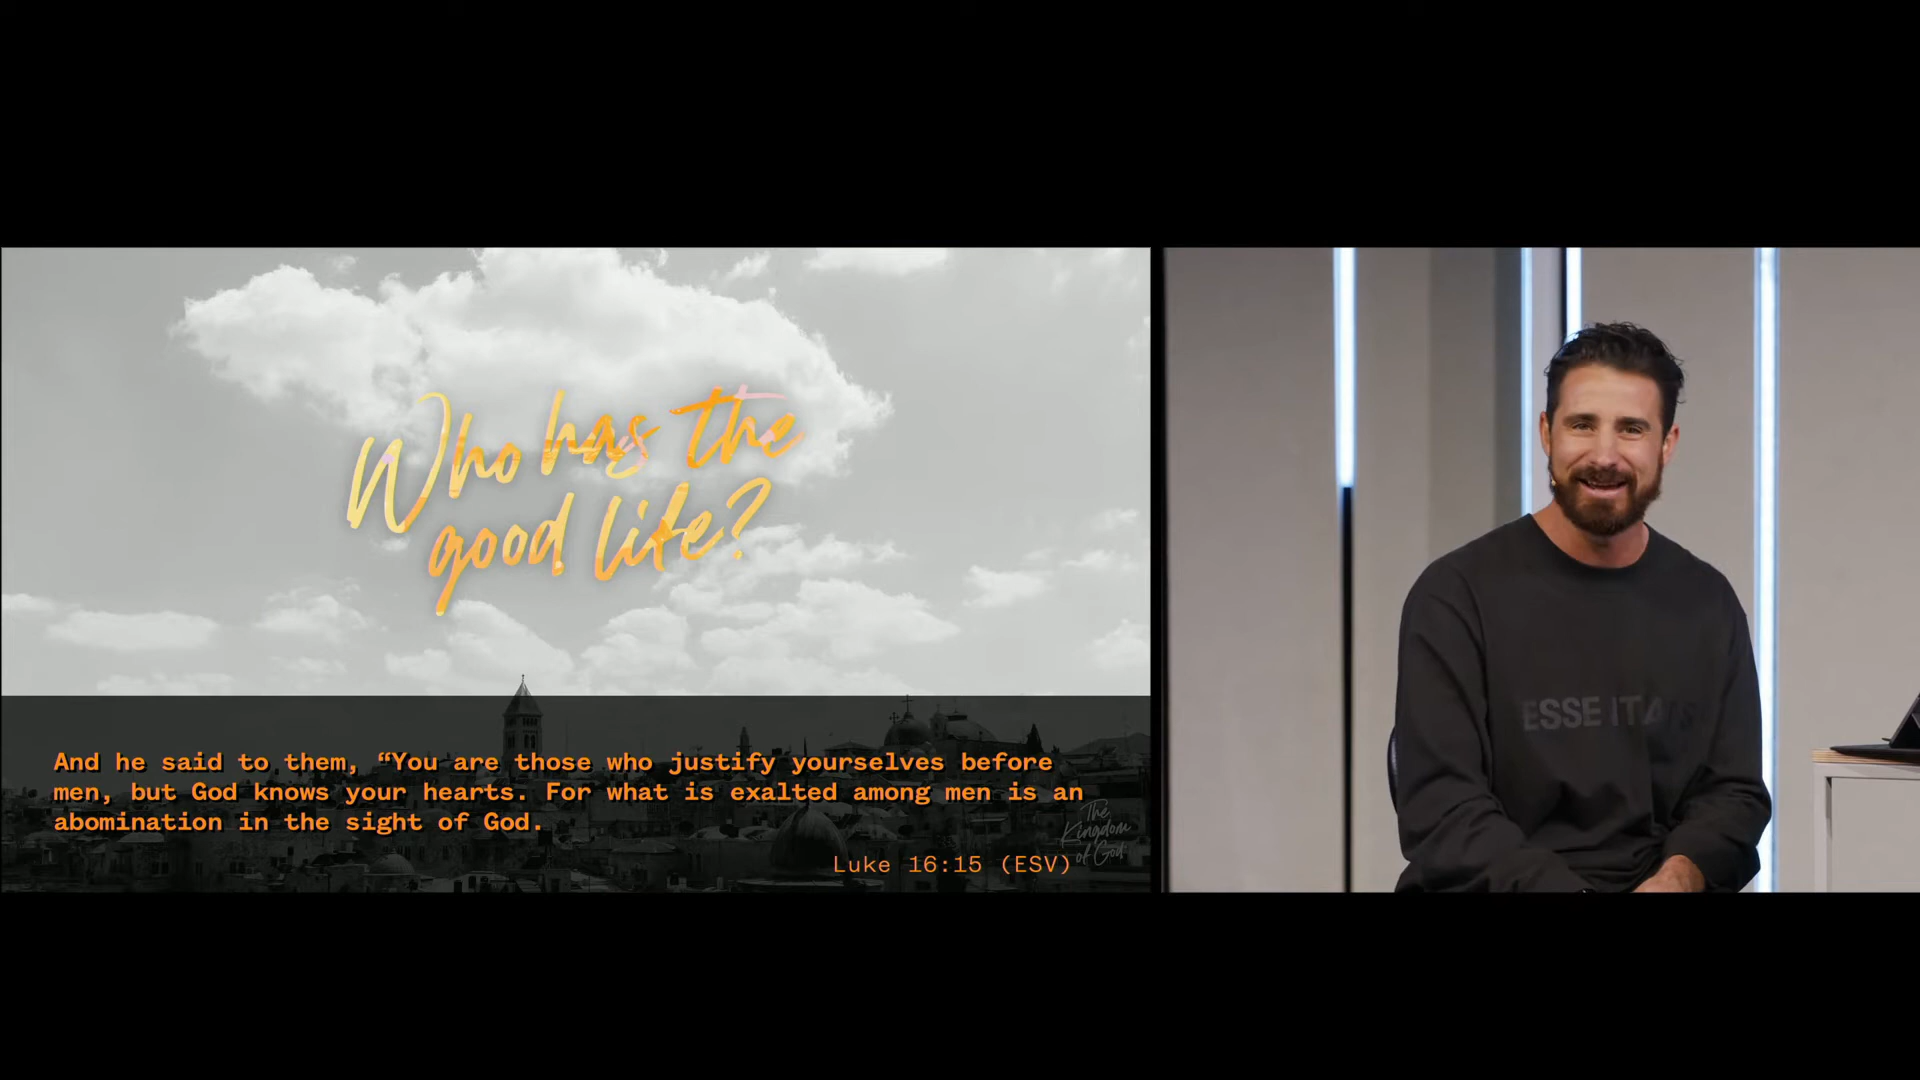 Who has the
good life?
And he said to them, “You are those who justify yourselves before
men, but God knows your hearts. For what is exalted among men is an
abomination in the sight of God.
Luke 16:15 (ESV)
The
Kingdom
of God